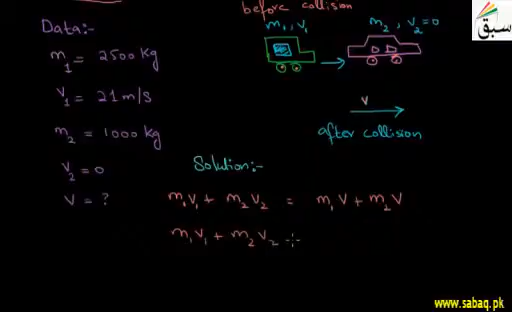 before collision
سبق
Data:-
m₁, v₁
m₂, v₂=0
m₁ = 2500 kg
v₁ = 21 m/s
v
m₂ = 1000 kg
after collision
Solution:-
v₂ = 0
v = ?
m₁v₁ + m₂v₂ = m₁v + m₂v
m₁v₁ + m₂v₂ =
www.sabaq.pk